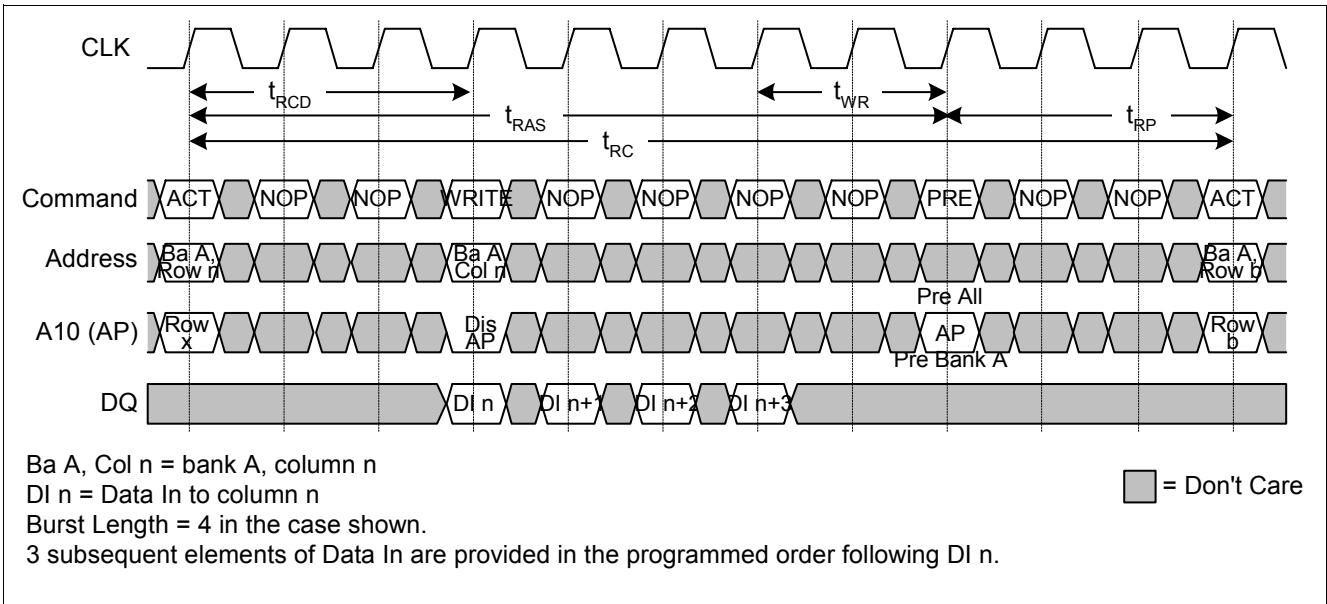 CLK
tRCD
tWR
tRAS
tRP
tRC
Command ACT NOP NOP WRITE NOP NOP NOP NOP PRE NOP NOP ACT
Address Ba A, Row n Ba A Col n Ba A, Row b
Pre All
A10 (AP) Row x Dis AP AP Row b
Pre Bank A
DQ DI n DI n+1 DI n+2 DI n+3
Ba A, Col n = bank A, column n
DI n = Data In to column n
= Don't Care
Burst Length = 4 in the case shown.
3 subsequent elements of Data In are provided in the programmed order following DI n.